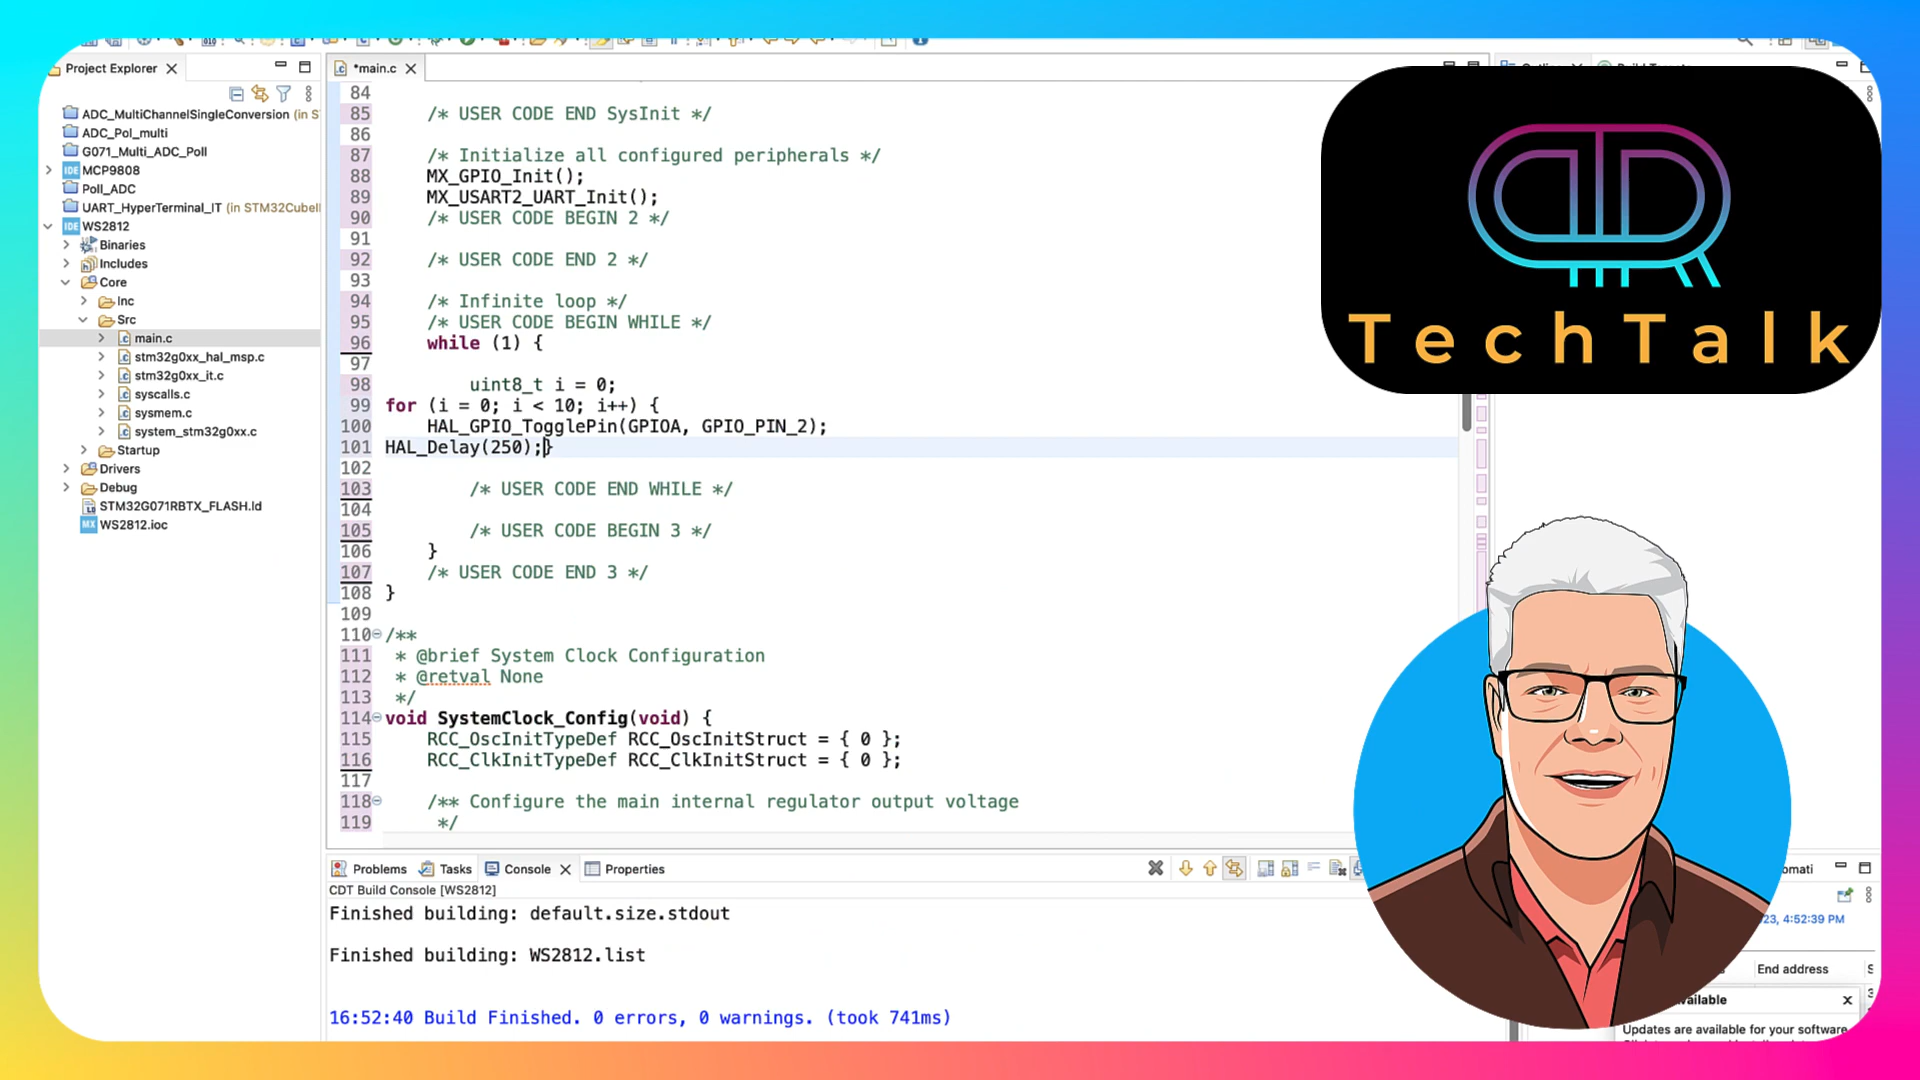 Project Explorer
ADC_MultiChannelSingleConversion (in S
ADC_Pol_multi
G071_Multi_ADC_Poll
MCP9808
Poll_ADC
UART_HyperTerminal_IT (in STM32CubeI
WS2812
Binaries
Includes
Core
Inc
Src
main.c
stm32g0xx_hal_msp.c
stm32g0xx_it.c
syscalls.c
sysmem.c
system_stm32g0xx.c
Startup
Drivers
Debug
STM32G071RBTX_FLASH.ld
WS2812.ioc
*main.c
84
85 /* USER CODE END SysInit */
86
87 /* Initialize all configured peripherals */
88 MX_GPIO_Init();
89 MX_USART2_UART_Init();
90 /* USER CODE BEGIN 2 */
91
92 /* USER CODE END 2 */
93
94 /* Infinite loop */
95 /* USER CODE BEGIN WHILE */
96 while (1) {
97
98 uint8_t i = 0;
99 for (i = 0; i < 10; i++) {
100 HAL_GPIO_TogglePin(GPIOA, GPIO_PIN_2);
101 HAL_Delay(250);}
102
103 /* USER CODE END WHILE */
104
105 /* USER CODE BEGIN 3 */
106 }
107 /* USER CODE END 3 */
108 }
109
110 /**
111 * @brief System Clock Configuration
112 * @retval None
113 */
114 void SystemClock_Config(void) {
115 RCC_OscInitTypeDef RCC_OscInitStruct = { 0 };
116 RCC_ClkInitTypeDef RCC_ClkInitStruct = { 0 };
117
118 /** Configure the main internal regulator output voltage
119 */
TechTalk
Problems Tasks Console Properties
CDT Build Console [WS2812]
Finished building: default.size.stdout
Finished building: WS2812.list
16:52:40 Build Finished. 0 errors, 0 warnings. (took 741ms)
omati
23, 4:52:39 PM
End address
vailable
Updates are available for your software